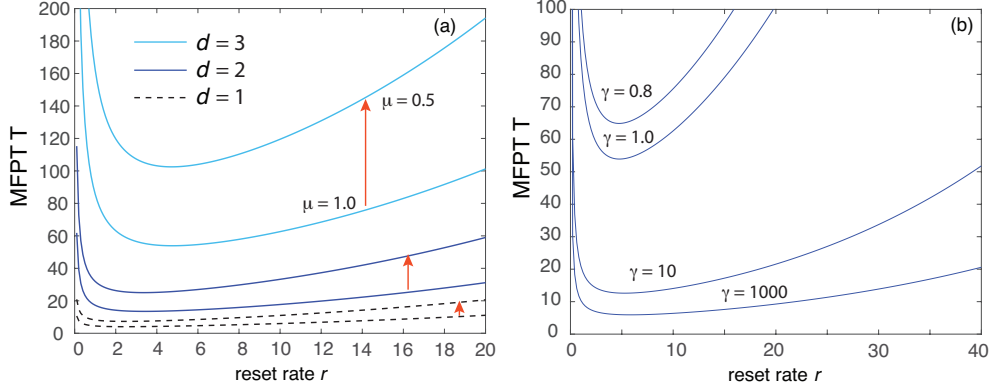 (a)
200
180
160
140
120
100
80
60
40
20
0
MFPT T
d = 3
d = 2
d = 1
μ = 0.5
μ = 1.0
0 2 4 6 8 10 12 14 16 18 20
reset rate r
(b)
100
90
80
70
60
50
40
30
20
10
0
MFPT T
γ = 0.8
γ = 1.0
γ = 10
γ = 1000
0 10 20 30 40
reset rate r